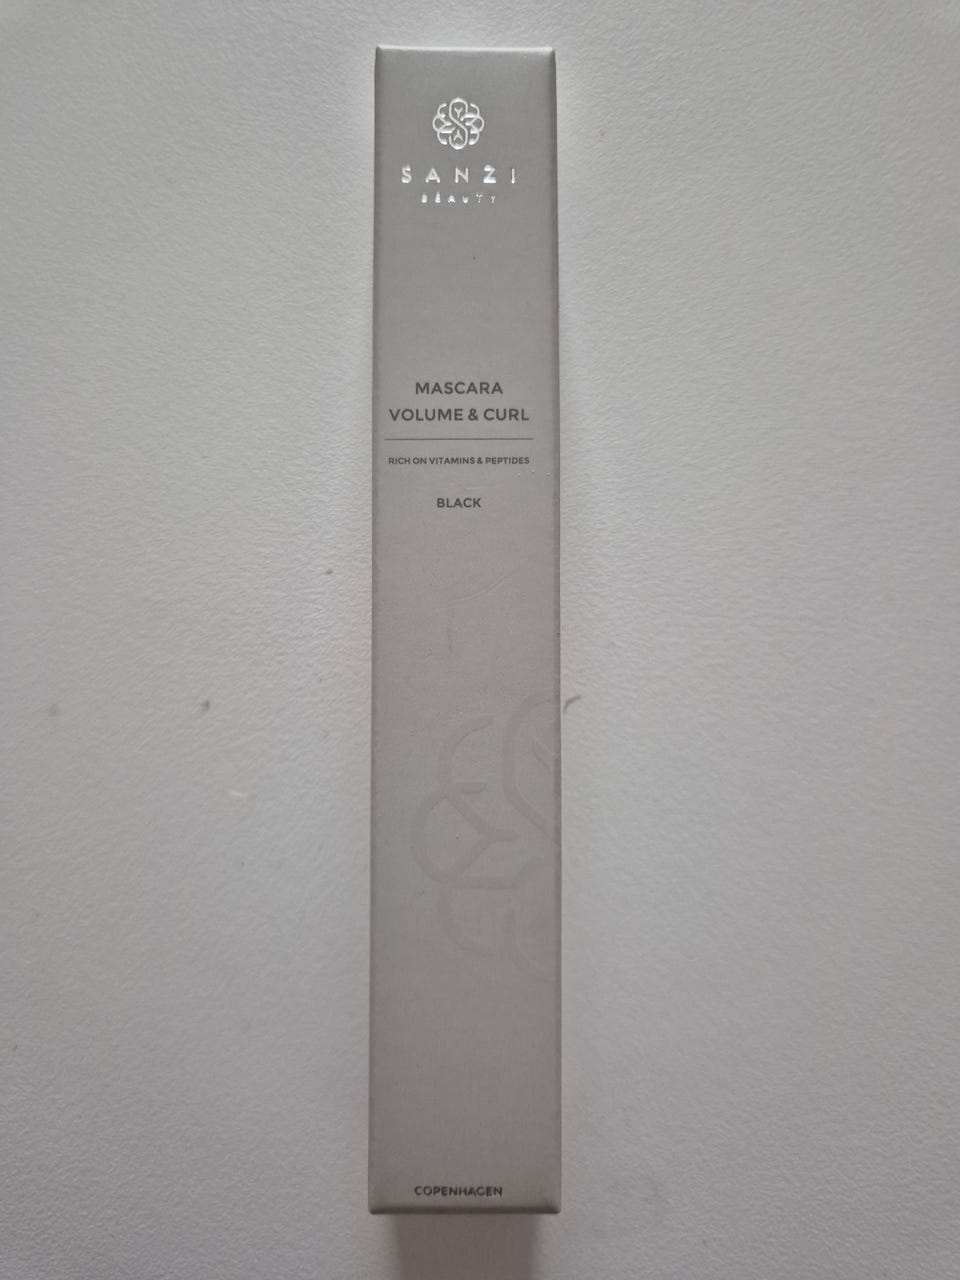 SANZI
BEAUTY
MASCARA
VOLUME & CURL
RICH ON VITAMINS & PEPTIDES
BLACK
COPENHAGEN